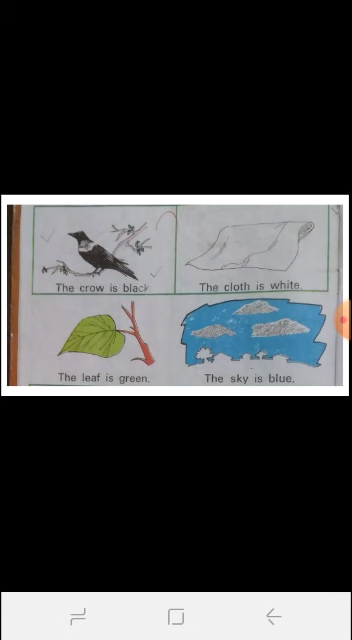 The crow is black
The cloth is white.
The leaf is green.
The sky is blue.